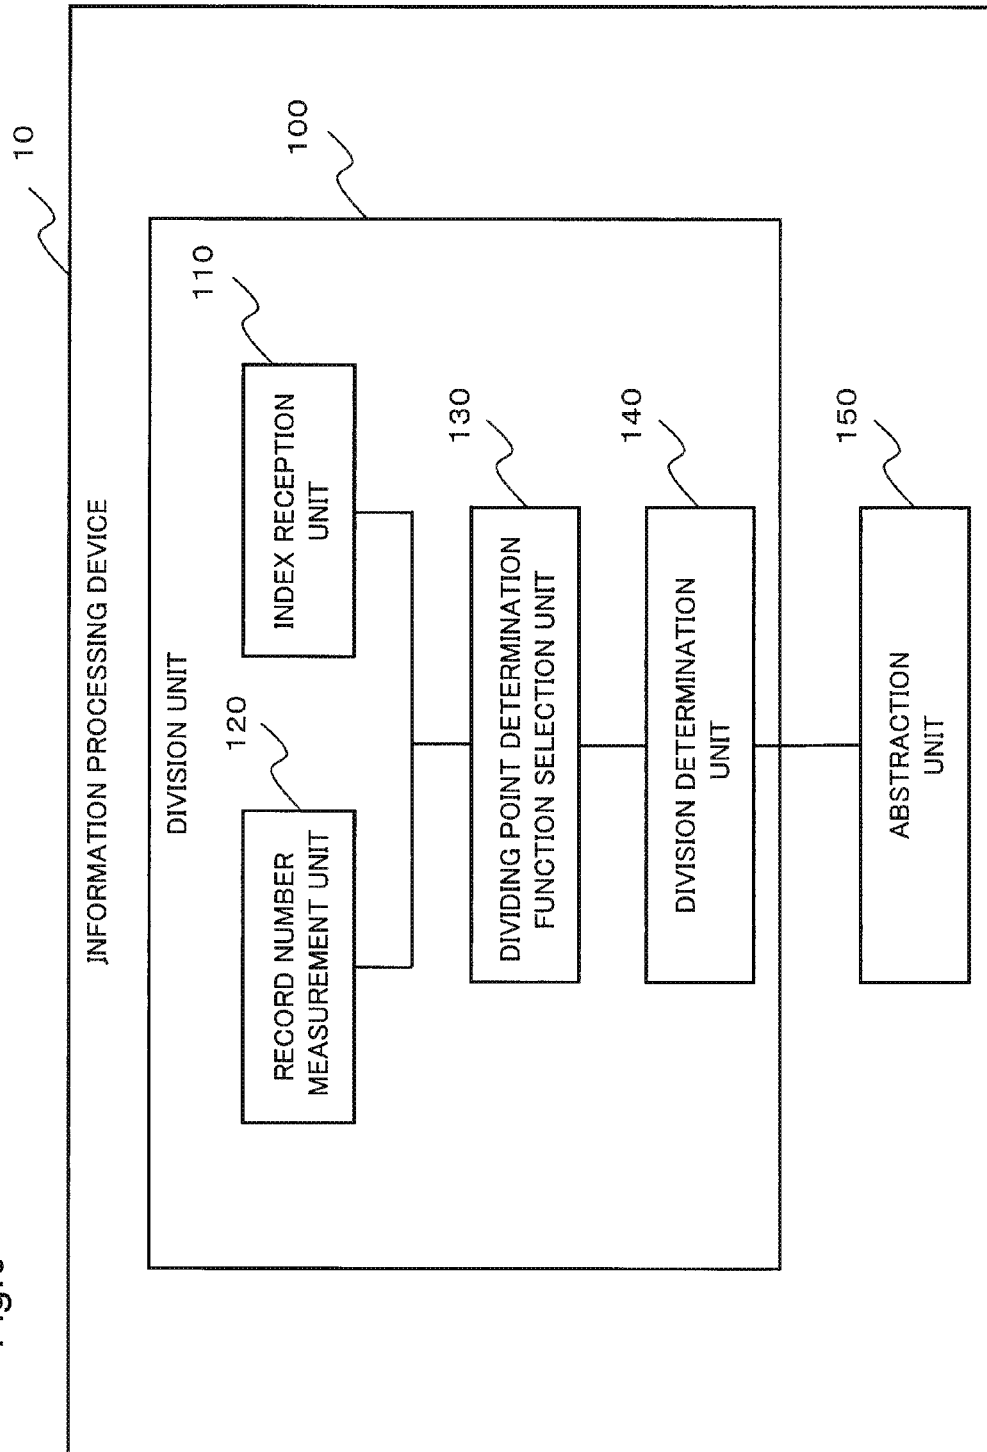 10
INFORMATION PROCESSING DEVICE
100
DIVISION UNIT
120
110
RECORD NUMBER
MEASUREMENT UNIT
INDEX RECEPTION
UNIT
130
DIVIDING POINT DETERMINATION
FUNCTION SELECTION UNIT
140
DIVISION DETERMINATION
UNIT
150
ABSTRACTION
UNIT